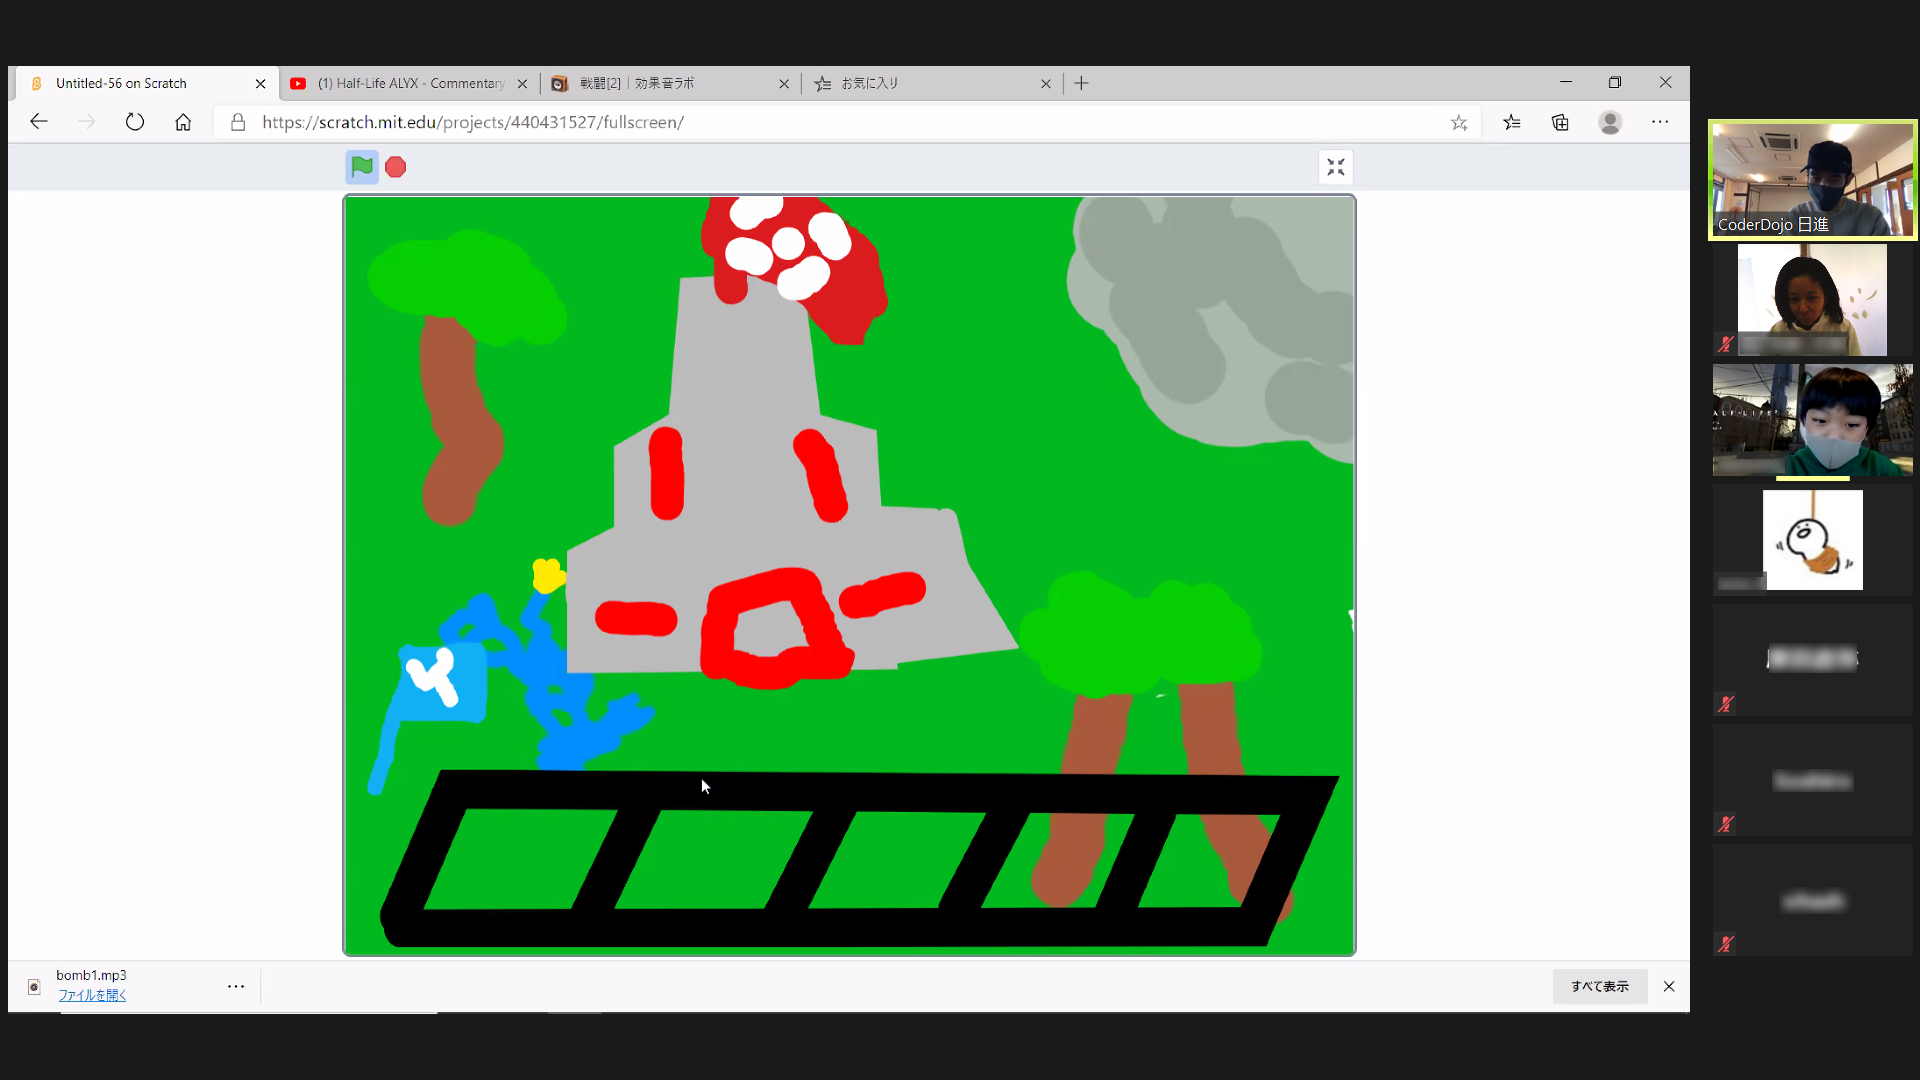 Untitled-56 on Scratch
(1) Half-Life ALYX - Commentary
戦闘[2]｜効果音ラボ
お気に入り
https://scratch.mit.edu/projects/440431527/fullscreen/
CoderDojo 日進
bomb1.mp3
ファイルを開く
すべて表示